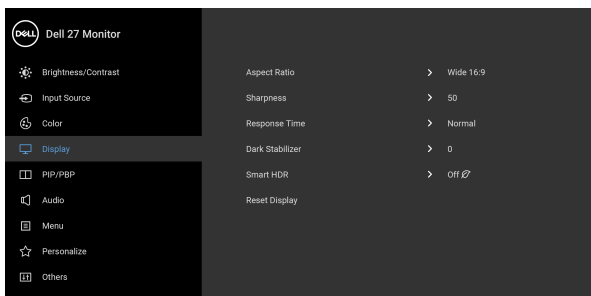 DELL Dell 27 Monitor
Brightness/Contrast
Input Source
Color
Display
PIP/PBP
Audio
Menu
Personalize
Others
Aspect Ratio > Wide 16:9
Sharpness > 50
Response Time > Normal
Dark Stabilizer > 0
Smart HDR > Off
Reset Display